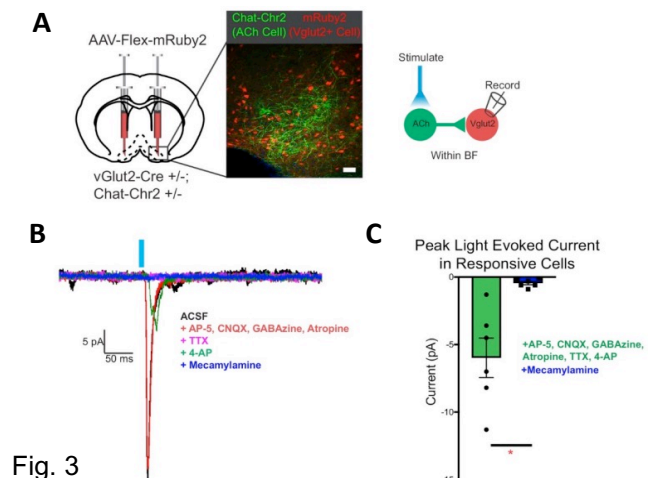 A
AAV-Flex-mRuby2
Chat-Chr2 mRuby2
(ACh Cell) (Vglut2+ Cell)
vGlut2-Cre +/-;
Chat-Chr2 +/-
Stimulate
Record
ACh
Vglut2
Within BF
B
5 pA
50 ms
ACSF
+ AP-5, CNQX, GABAzine, Atropine
+ TTX
+ 4-AP
+ Mecamylamine
C
Peak Light Evoked Current
in Responsive Cells
Current (pA)
0
-5
-10
-15
+AP-5, CNQX, GABAzine,
Atropine, TTX, 4-AP
+Mecamylamine
*
Fig. 3